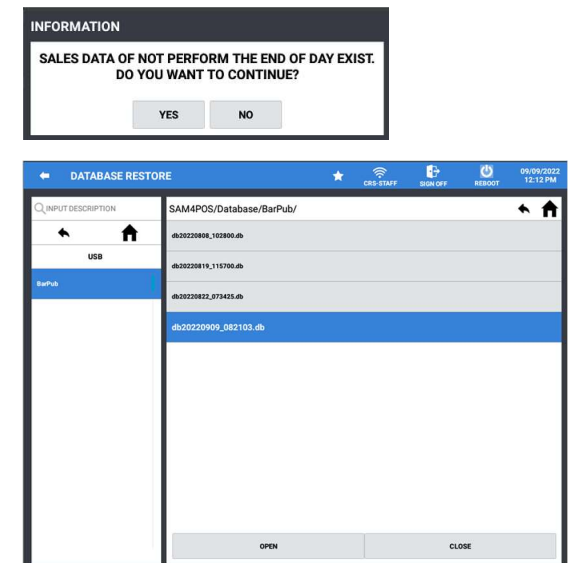 INFORMATION
SALES DATA OF NOT PERFORM THE END OF DAY EXIST.
DO YOU WANT TO CONTINUE?
YES NO
DATABASE RESTORE
CRS-STAFF
SIGN OFF
REBOOT
09/09/2022
12:12 PM
INPUT DESCRIPTION
USB
BarPub
SAM4POS/Database/BarPub/
db20220808_102800.db
db20220819_115700.db
db20220822_073425.db
db20220909_082103.db
OPEN CLOSE